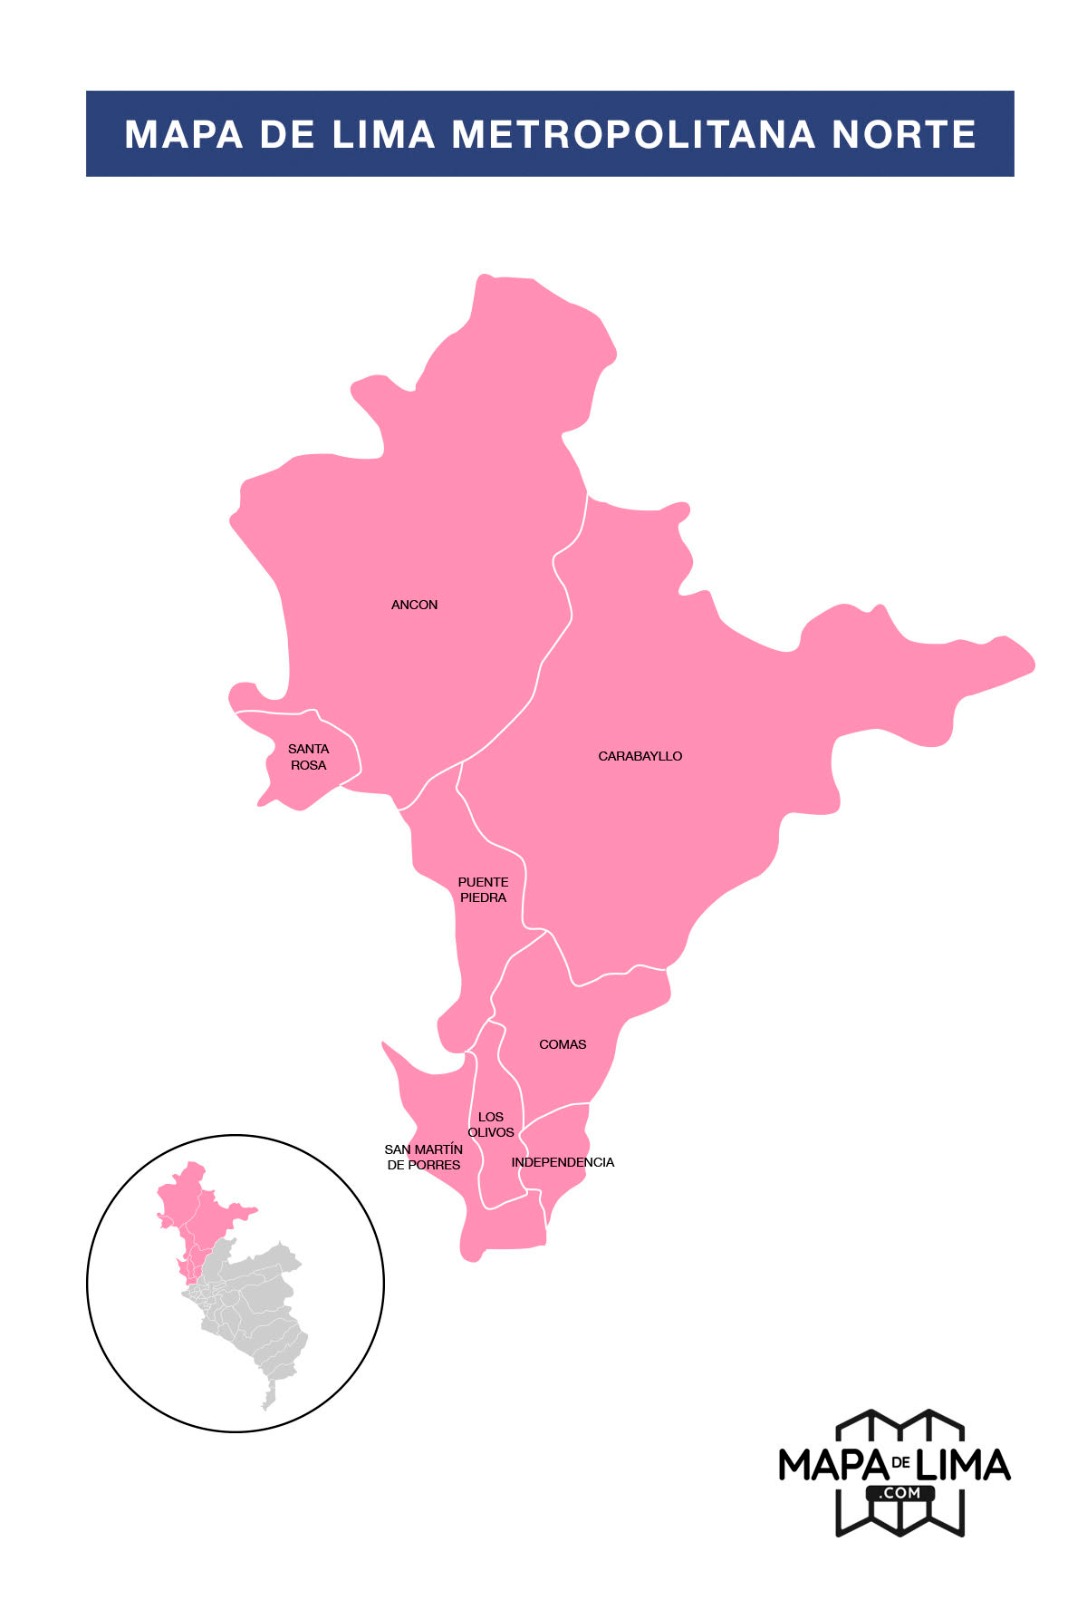 MAPA DE LIMA METROPOLITANA NORTE
ANCON
SANTA
ROSA
CARABAYLLO
PUENTE
PIEDRA
COMAS
LOS
OLIVOS
SAN MARTÍN
DE PORRES
INDEPENDENCIA
MAPA DE LIMA
.COM